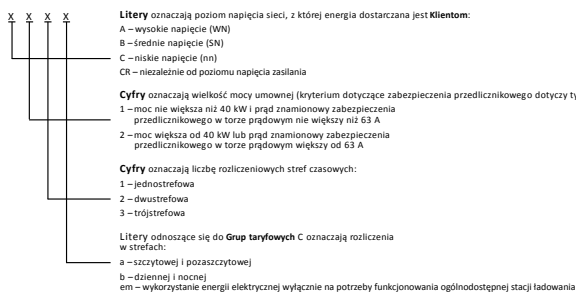 X X X X
Litery oznaczają poziom napięcia sieci, z której energia dostarczana jest Klientom:
A – wysokie napięcie (WN)
B – średnie napięcie (SN)
C – niskie napięcie (nn)
CR – niezależnie od poziomu napięcia zasilania
Cyfry oznaczają wielkość mocy umownej (kryterium dotyczące zabezpieczenia przedlicznikowego dotyczy ty
1 – moc nie większa niż 40 kW i prąd znamionowy zabezpieczenia
przedlicznikowego w torze prądowym nie większy niż 63 A
2 – moc większa od 40 kW lub prąd znamionowy zabezpieczenia
przedlicznikowego w torze prądowym większy od 63 A
Cyfry oznaczają liczbę rozliczeniowych stref czasowych:
1 – jednostrefowa
2 – dwustrefowa
3 – trójstrefowa
Litery odnoszące się do Grup taryfowych C oznaczają rozliczenia
w strefach:
a – szczytowej i pozaszczytowej
b – dziennej i nocnej
em – wykorzystanie energii elektrycznej wyłącznie na potrzeby funkcjonowania ogólnodostępnej stacji ładowania